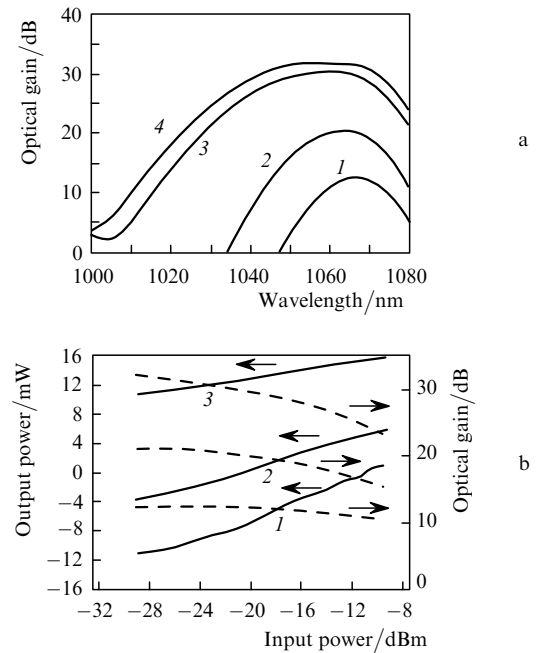 Optical gain/dB
40
30
20
10
0
4
3
2
1
a
1000 1020 1040 1060 1080
Wavelength/nm
Output power/mW
16
12
8
4
0
−4
−8
−12
−16
3
2
1
30
20
10
0
Optical gain/dB
b
−32 −28 −24 −20 −16 −12 −8
Input power/dBm